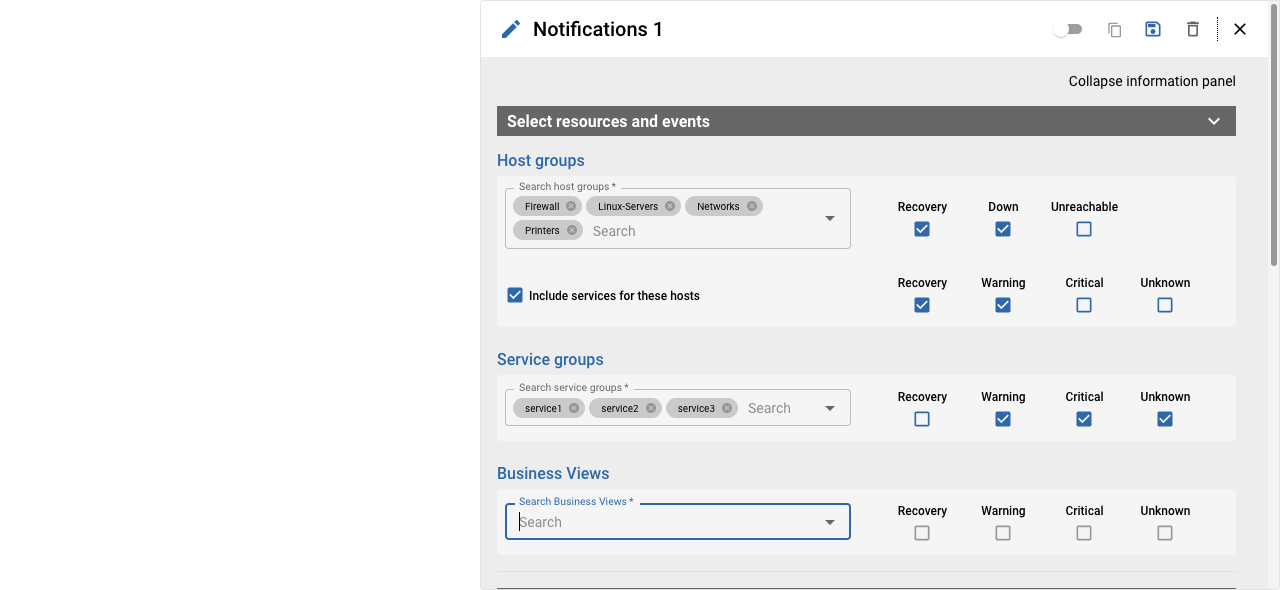 Notifications 1
Collapse information panel
Select resources and events
Host groups
Search host groups *
Firewall Linux-Servers Networks
Printers Search
Recovery Down Unreachable
Include services for these hosts
Recovery Warning Critical Unknown
Service groups
Search service groups *
service1 service2 service3 Search
Recovery Warning Critical Unknown
Business Views
Search Business Views *
Search
Recovery Warning Critical Unknown